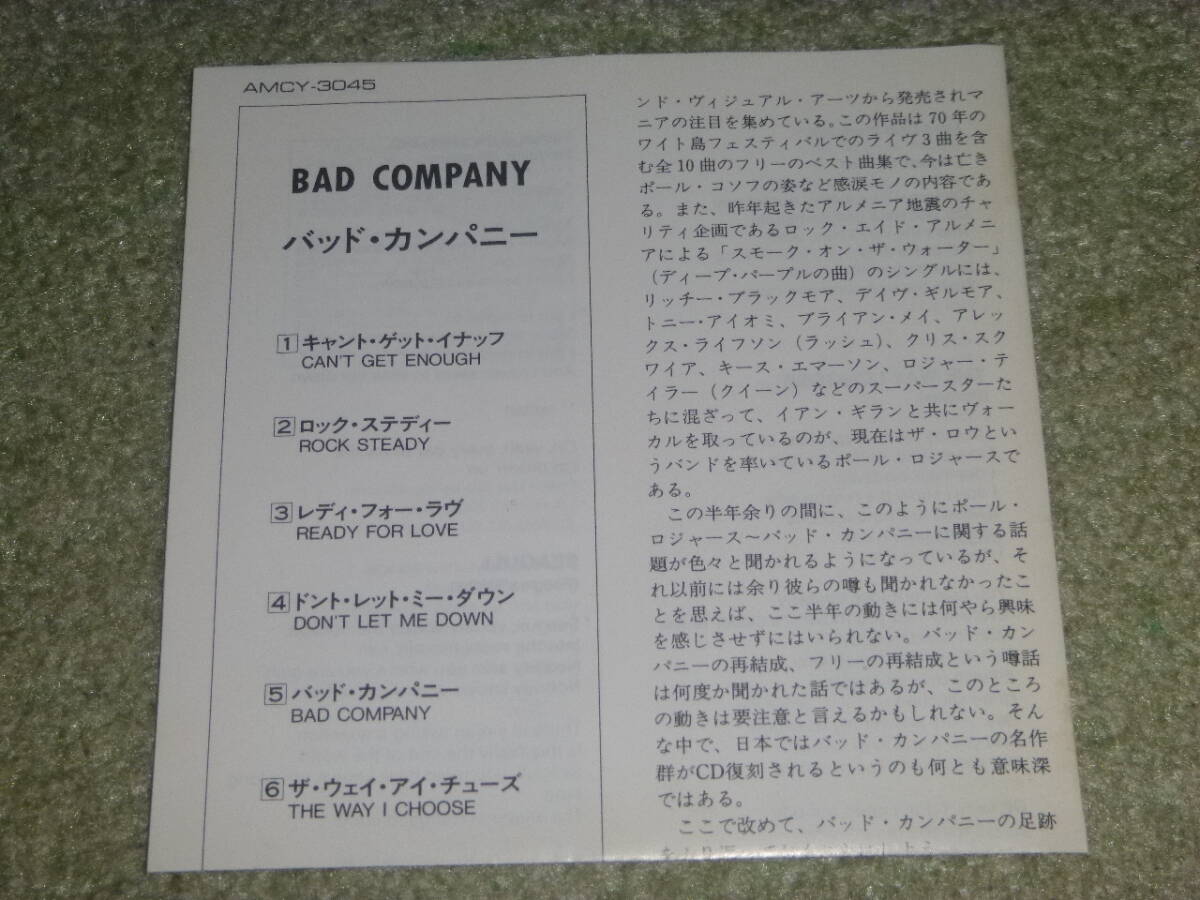 AMCY-3045
BAD COMPANY
バッド・カンパニー
1 キャント・ゲット・イナッフ
CAN'T GET ENOUGH
2 ロック・ステディー
ROCK STEADY
3 レディ・フォー・ラヴ
READY FOR LOVE
4 ドント・レット・ミー・ダウン
DON'T LET ME DOWN
5 バッド・カンパニー
BAD COMPANY
6 ザ・ウェイ・アイ・チューズ
THE WAY I CHOOSE
ンド・ヴィジュアル・アーツから発売されマ
ニアの注目を集めている。この作品は70年の
ワイト島フェスティバルでのライヴ3曲を含
む全10曲のフリーのベスト曲集で、今は亡き
ポール・コソフの姿など感涙モノの内容であ
る。また、昨年起きたアルメニア地震のチャ
リティ企画であるロック・エイド・アルメニ
アによる「スモーク・オン・ザ・ウォーター」
（ディープ・パープルの曲）のシングルには、
リッチー・ブラックモア、デイヴ・ギルモア、
トニー・アイオミ、ブライアン・メイ、アレッ
クス・ライフソン（ラッシュ）、クリス・スク
ワイア、キース・エマーソン、ロジャー・テ
イラー（クイーン）などのスーパースターた
ちに混ざって、イアン・ギランと共にヴォー
カルを取っているのが、現在はザ・ロウとい
うバンドを率いているポール・ロジャースで
ある。
この半年余りの間に、このようにポール・
ロジャース〜バッド・カンパニーに関する話
題が色々と聞かれるようになっているが、そ
れ以前には余り彼らの噂も聞かれなかったこ
とを思えば、ここ半年の動きには何やら興味
を感じさせずにはいられない。バッド・カン
パニーの再結成、フリーの再結成という噂話
は何度か聞かれた話ではあるが、このところ
の動きは要注意と言えるかもしれない。そん
な中で、日本ではバッド・カンパニーの名作
群がCD復刻されるというのも何とも意味深
ではある。
ここで改めて、バッド・カンパニーの足跡